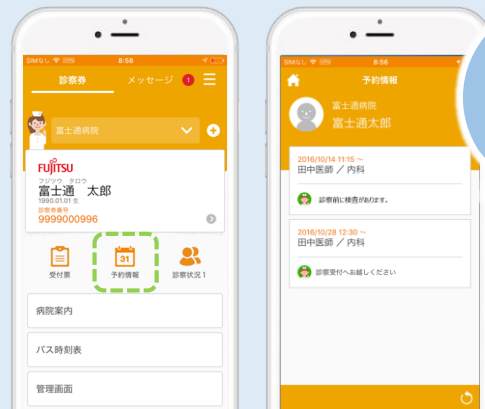 SIMなし VPN 8:58
診察券 メッセージ 1
富士通病院
FUJITSU
フジツウ タロウ
富士通 太郎
1990.01.01 生
診察券番号
9999000996
31
受付票 予約情報 診察状況 1
病院案内
バス時刻表
管理画面
SIMなし VPN 8:56
予約情報
富士通病院
富士通太郎
2016/10/14 11:15 ~
田中医師 / 内科
診察前に検査があります。
2016/10/28 12:30 ~
田中医師 / 内科
診察受付へお越しください